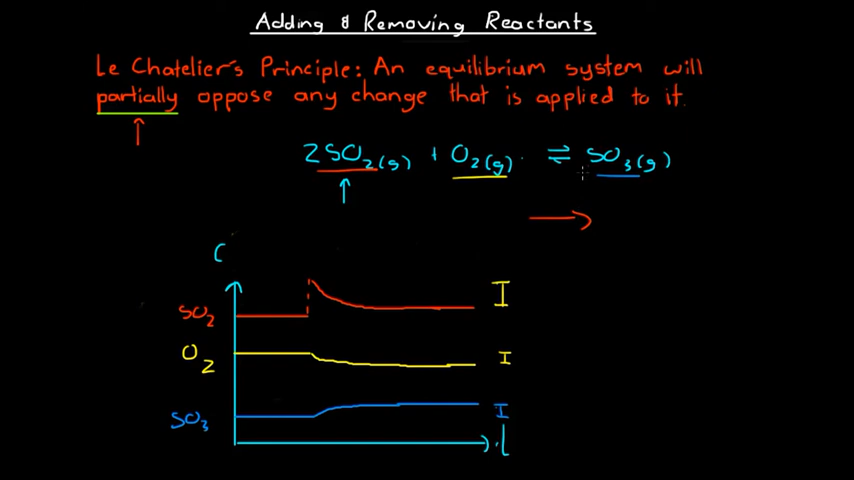 Adding & Removing Reactants
Le Chatelier's Principle: An equilibrium system will
partially oppose any change that is applied to it.
2SO₂(g) + O₂(g) ⇌ SO₃(g)
C
SO₂ I
O₂ I
SO₃ I